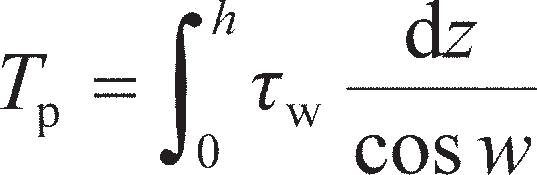 T_p = ∫_0^h τ_w dz/cos w